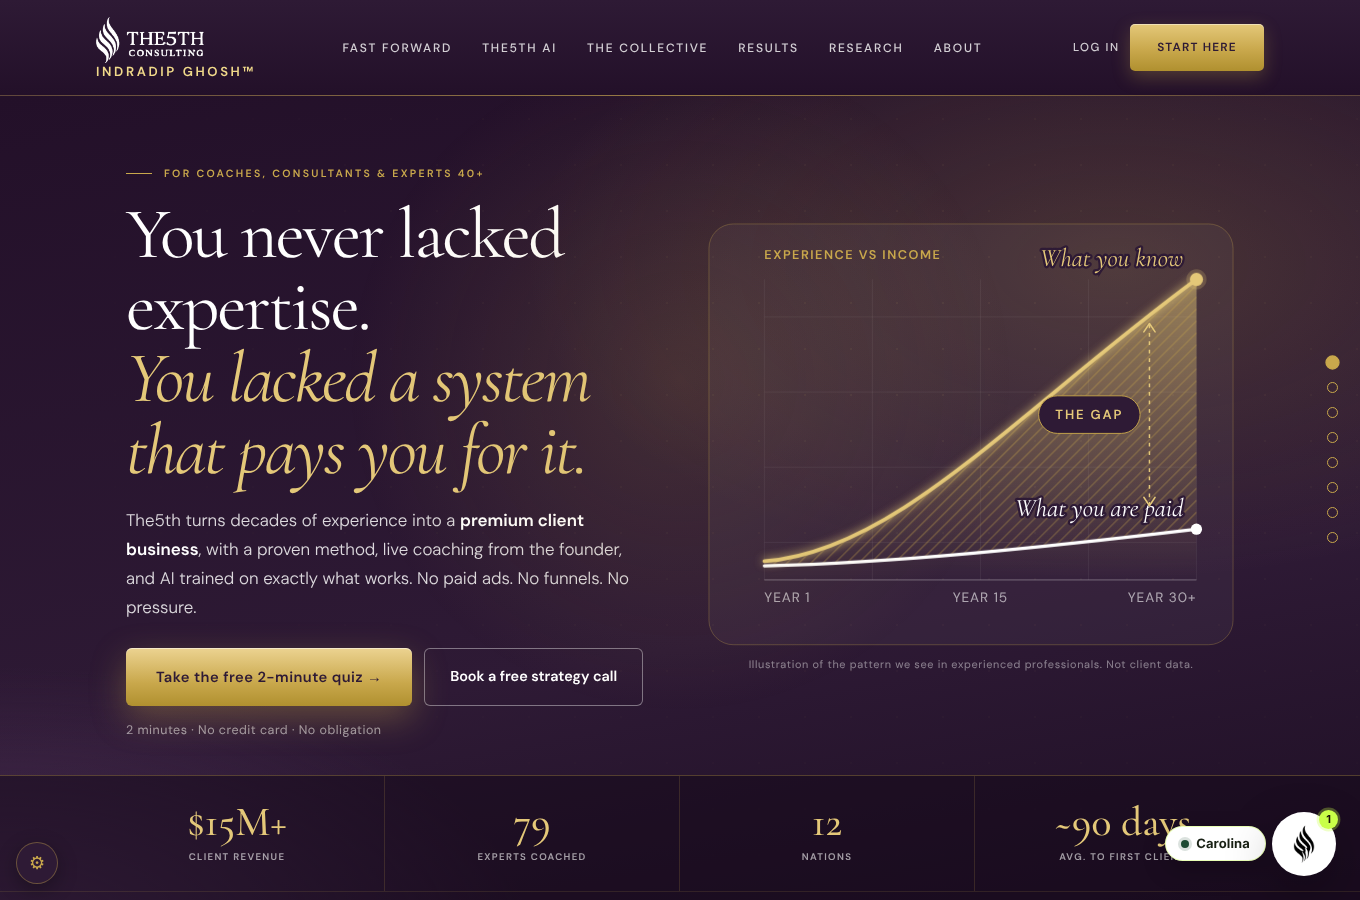 THE5TH
CONSULTING
INDRADIP GHOSH™
FAST FORWARD
THE5TH AI
THE COLLECTIVE
RESULTS
RESEARCH
ABOUT
LOG IN
START HERE
FOR COACHES, CONSULTANTS & EXPERTS 40+
You never lacked
expertise.
You lacked a system
that pays you for it.
The5th turns decades of experience into a premium client
business, with a proven method, live coaching from the founder,
and AI trained on exactly what works. No paid ads. No funnels. No
pressure.
Take the free 2-minute quiz →
Book a free strategy call
2 minutes · No credit card · No obligation
EXPERIENCE VS INCOME
What you know
THE GAP
What you are paid
YEAR 1
YEAR 15
YEAR 30+
Illustration of the pattern we see in experienced professionals. Not client data.
$15M+
CLIENT REVENUE
79
EXPERTS COACHED
12
NATIONS
~90 days
AVG. TO FIRST
Carolina
1